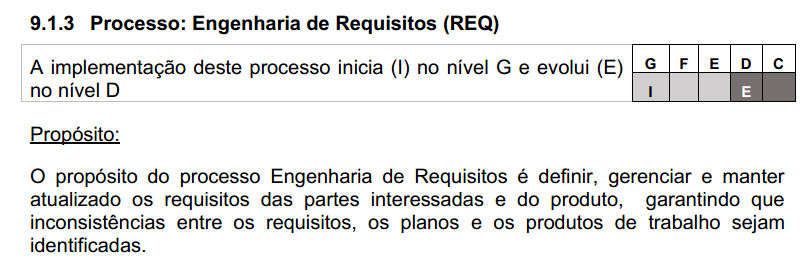 9.1.3 Processo: Engenharia de Requisitos (REQ)
A implementação deste processo inicia (I) no nível G e evolui (E)
no nível D
G F E D C
I E
Propósito:
O propósito do processo Engenharia de Requisitos é definir, gerenciar e manter
atualizado os requisitos das partes interessadas e do produto, garantindo que
inconsistências entre os requisitos, os planos e os produtos de trabalho sejam
identificadas.